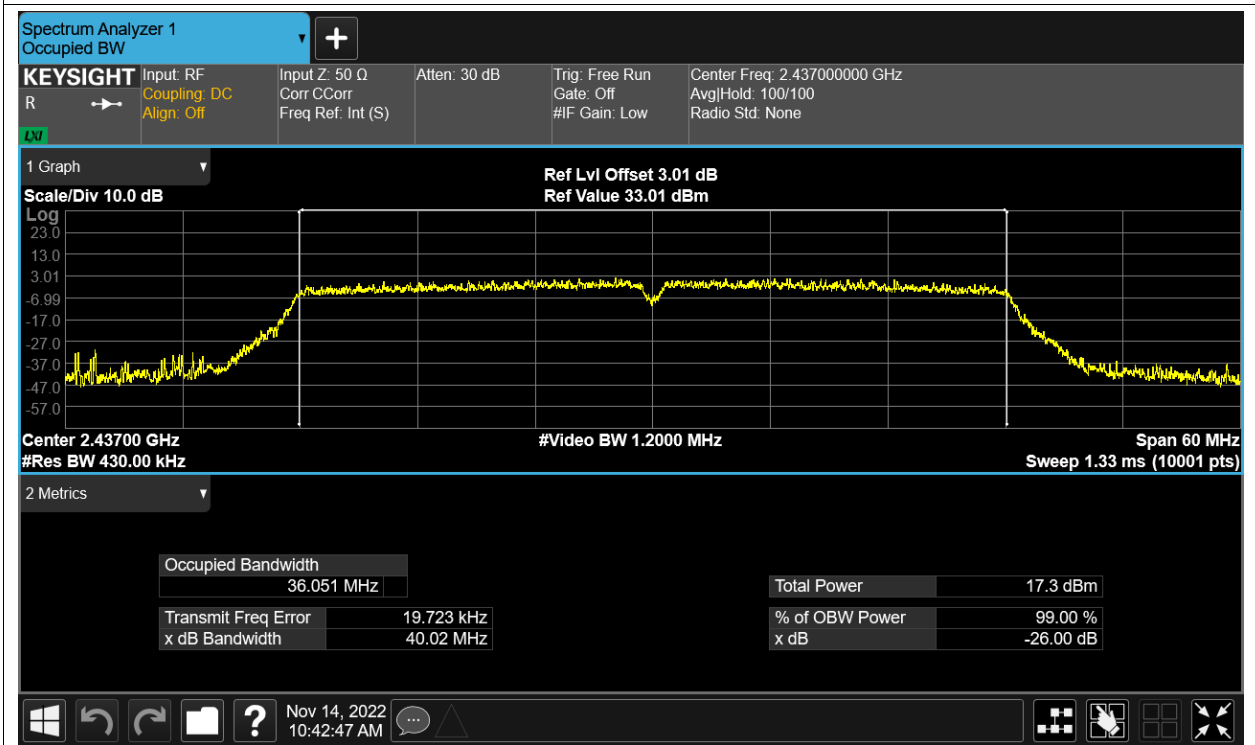 Spectrum Analyzer 1
Occupied BW
KEYSIGHT
R
LXI
Input: RF
Coupling: DC
Align: Off
Input Z: 50 Ω
Corr CCorr
Freq Ref: Int (S)
Atten: 30 dB
Trig: Free Run
Gate: Off
#IF Gain: Low
Center Freq: 2.437000000 GHz
Avg|Hold: 100/100
Radio Std: None
1 Graph
Scale/Div 10.0 dB
Ref Lvl Offset 3.01 dB
Ref Value 33.01 dBm
Log
23.0
13.0
3.01
-6.99
-17.0
-27.0
-37.0
-47.0
-57.0
Center 2.43700 GHz
#Video BW 1.2000 MHz
Span 60 MHz
#Res BW 430.00 kHz
Sweep 1.33 ms (10001 pts)
2 Metrics
Occupied Bandwidth
36.051 MHz
Transmit Freq Error 19.723 kHz
x dB Bandwidth 40.02 MHz
Total Power 17.3 dBm
% of OBW Power 99.00 %
x dB -26.00 dB
?
Nov 14, 2022
10:42:47 AM